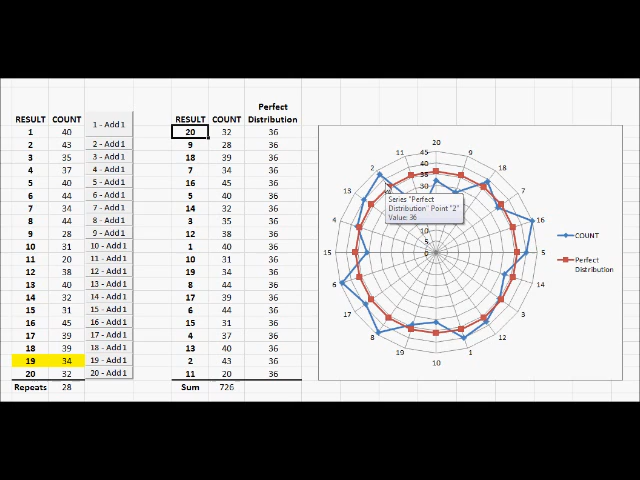 Perfect
RESULT COUNT RESULT COUNT Distribution
1 40 1 - Add 1 20 32 36
2 43 2 - Add 1 9 28 36
3 35 3 - Add 1 18 39 36
4 37 4 - Add 1 7 34 36
5 40 5 - Add 1 16 45 36
6 44 6 - Add 1 5 40 36
7 34 7 - Add 1 14 32 36
8 44 8 - Add 1 3 35 36
9 28 9 - Add 1 12 38 36
10 31 10 - Add 1 1 40 36
11 20 11 - Add 1 10 31 36
12 38 12 - Add 1 19 34 36
13 40 13 - Add 1 8 44 36
14 32 14 - Add 1 17 39 36
15 31 15 - Add 1 6 44 36
16 45 16 - Add 1 15 31 36
17 39 17 - Add 1 4 37 36
18 39 18 - Add 1 13 40 36
19 34 19 - Add 1 2 43 36
20 32 20 - Add 1 11 20 36
Repeats 28 Sum 726
20
11 9
45
2 40 18
35
30
13 7
Series "Perfect
Distribution" Point "2"
Value: 36
4 16
10
5
15 0 5
6 14
17 3
8 12
19 1
10
COUNT
Perfect
Distribution